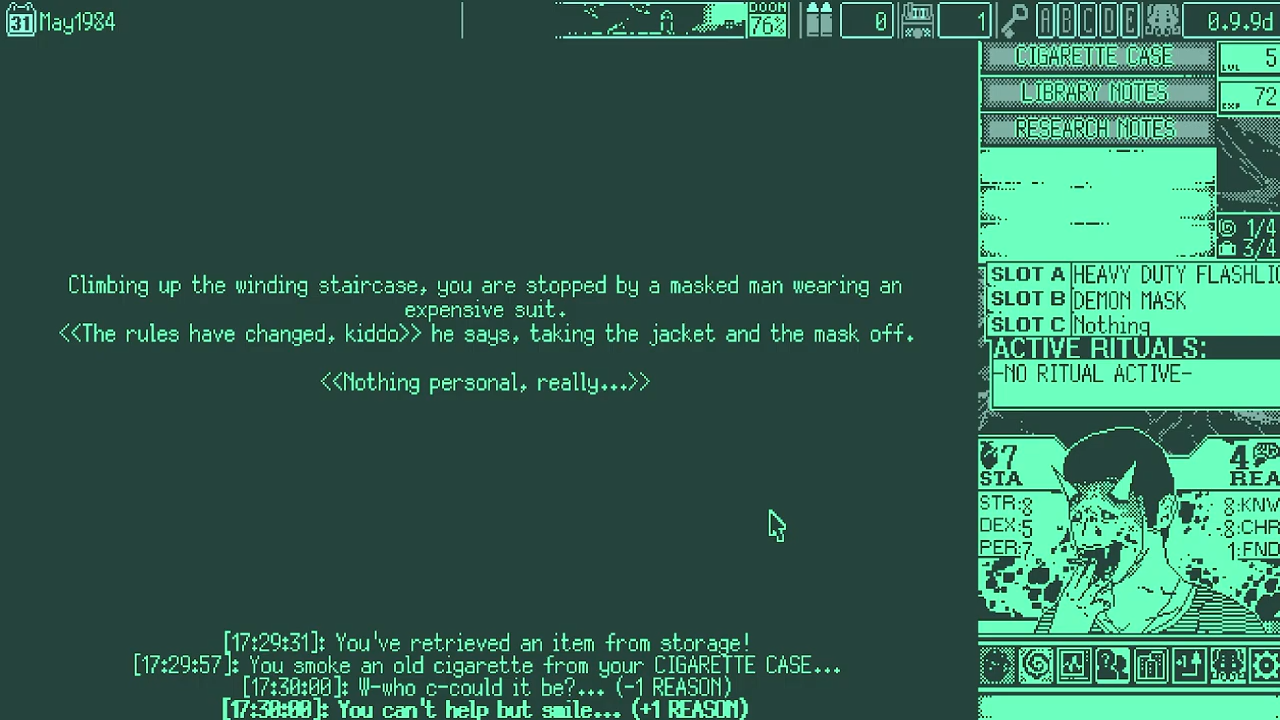 31 May1984 DOOM 76% 0 1 A B C D E 0.9.9d
CIGARETTE CASE LVL 5
LIBRARY NOTES EXP 72
RESEARCH NOTES
1/4
3/4
SLOT A HEAVY DUTY FLASHLIG
SLOT B DEMON MASK
SLOT C Nothing
ACTIVE RITUALS:
-NO RITUAL ACTIVE-
Climbing up the winding staircase, you are stopped by a masked man wearing an
expensive suit.
<<The rules have changed, kiddo>> he says, taking the jacket and the mask off.
<<Nothing personal, really...>>
7 STA 4 REA
STR:8 8:KNW
DEX:5 -8:CHR
PER:7 1:FND
[17:29:31]: You've retrieved an item from storage!
[17:29:57]: You smoke an old cigarette from your CIGARETTE CASE...
[17:30:00]: W-who c-could it be?... (-1 REASON)
[17:30:00]: You can't help but smile... (+1 REASON)